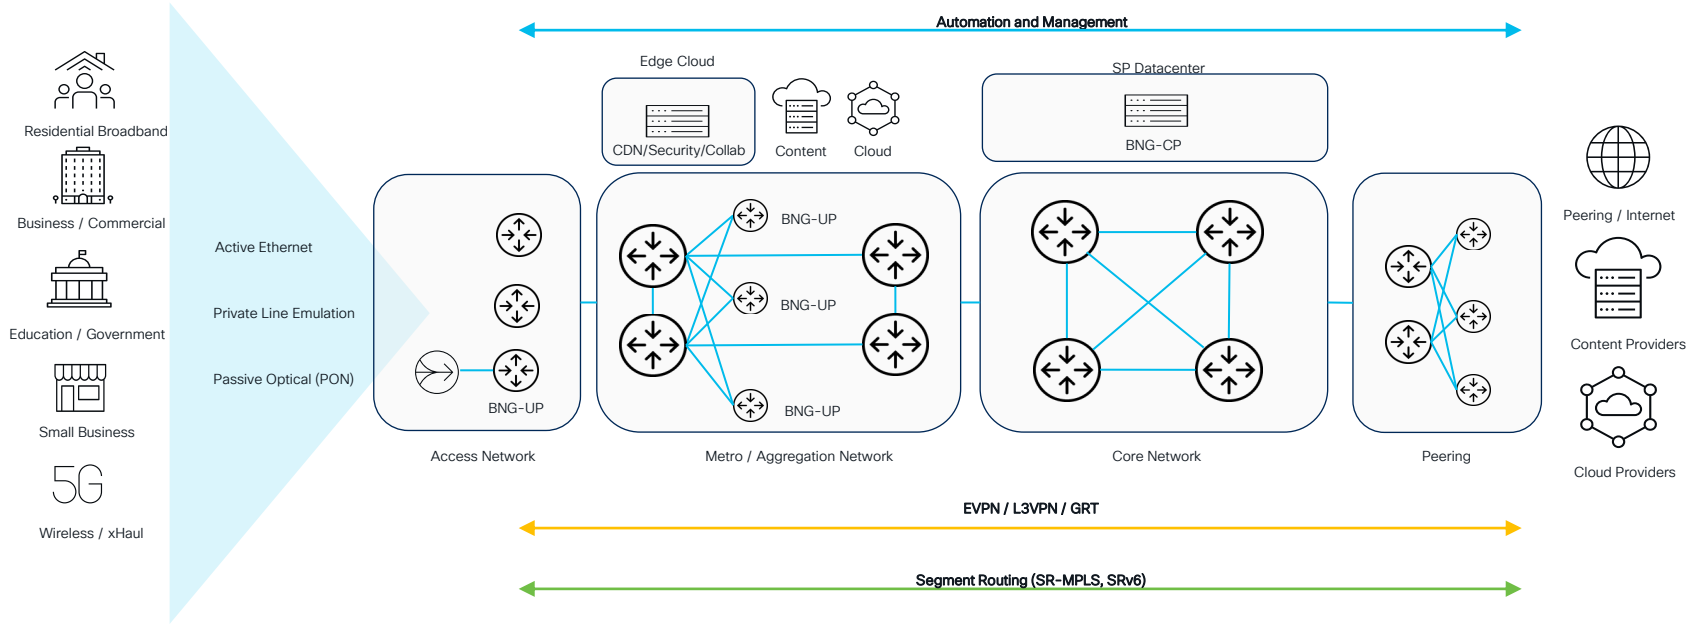 Automation and Management
Edge Cloud
SP Datacenter
CDN/Security/Collab
Content
Cloud
BNG-CP
Residential Broadband
Business / Commercial
Education / Government
Small Business
5G
Wireless / xHaul
Active Ethernet
Private Line Emulation
Passive Optical (PON)
BNG-UP
BNG-UP
BNG-UP
BNG-UP
Access Network
Metro / Aggregation Network
Core Network
Peering
Peering / Internet
Content Providers
Cloud Providers
EVPN / L3VPN / GRT
Segment Routing (SR-MPLS, SRv6)